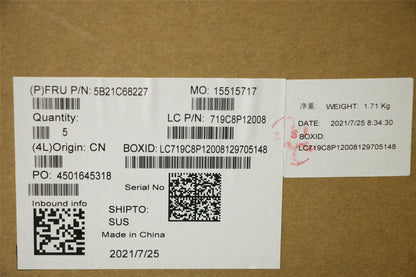 (P)FRU P/N: 5B21C68227
MO: 15515717
Quantity:
5
LC P/N: 719C8P12008
(4L)Origin: CN
BOXID: LC719C8P12008129705148
PO: 4501645318
Serial No
Inbound info
SHIPTO:
SUS
Made in China
2021/7/25
净重: WEIGHT: 1.71 Kg
DATE: 2021/7/25 8:34:30
BOXID:
LC719C8P12008129705148